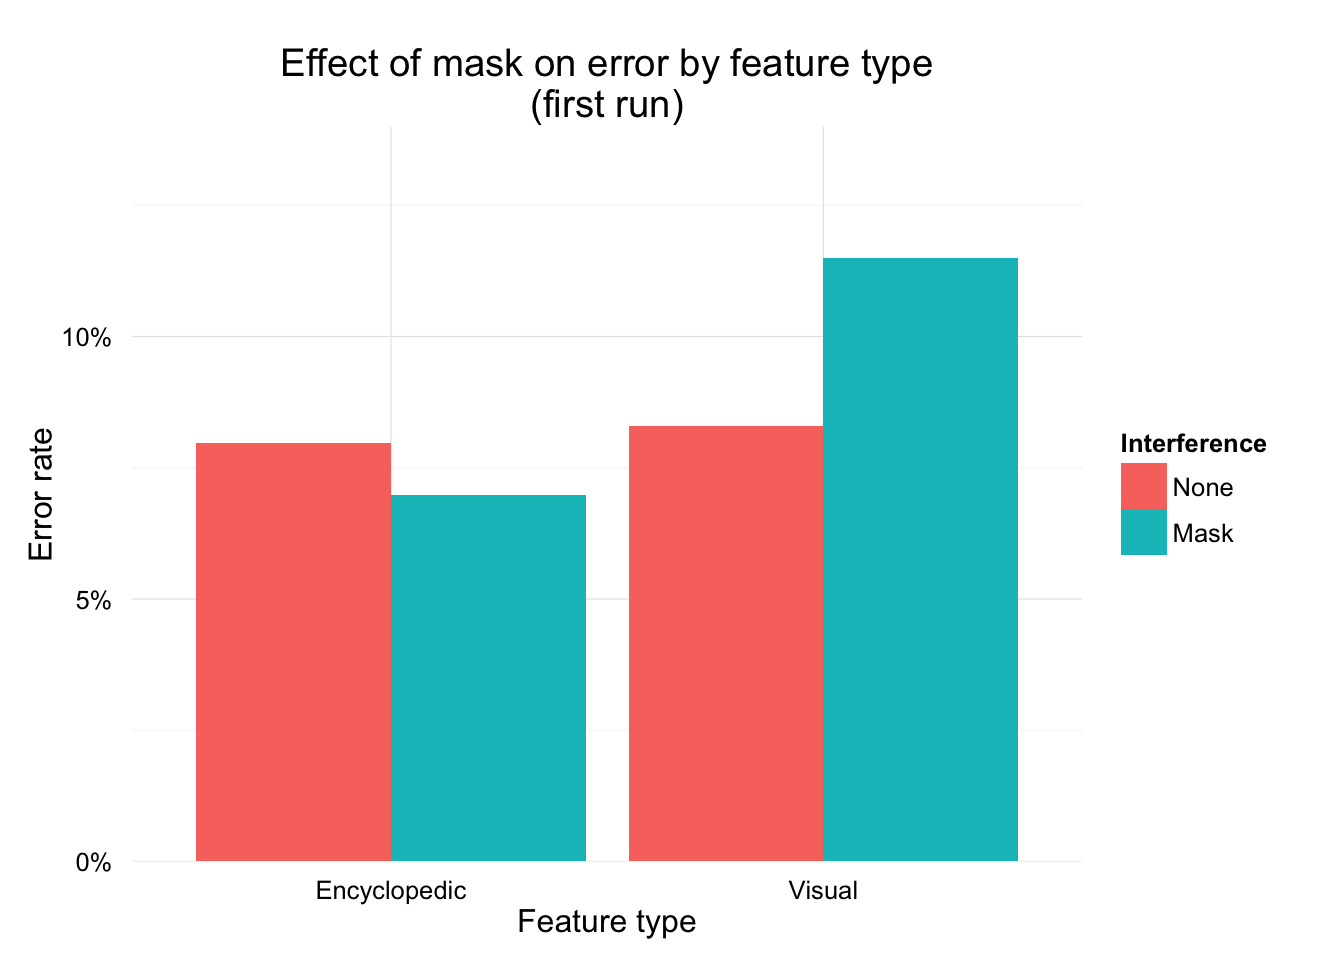 Effect of mask on error by feature type
(first run)
10%
5%
0%
Error rate
Encyclopedic
Visual
Feature type
Interference
None
Mask